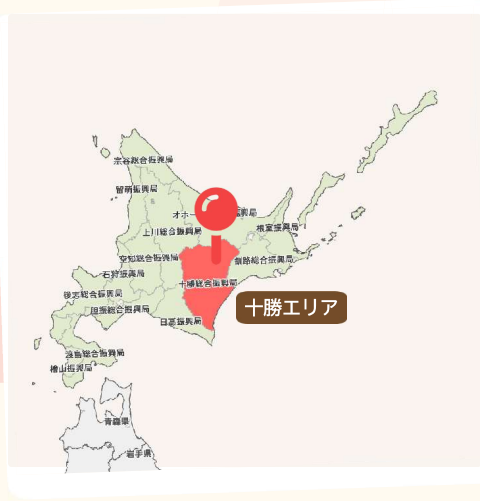 宗谷総合振興局
留萌振興局
オホー
興局
上川総合振興局
根室振興局
空知総合振興局
釧路総合振興局
石狩振興局
十勝総合振興局
後志総合振興局
十勝エリア
胆振総合振興局
日高振興局
渡島総合振興局
檜山振興局
青森県
岩手県